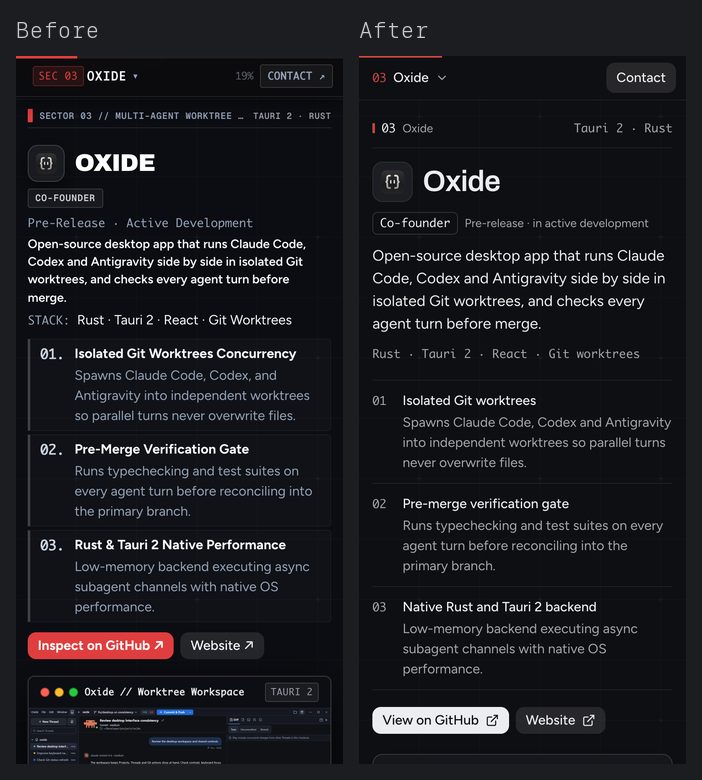 Before
SEC 03 OXIDE ▾ 19% CONTACT ↗
SECTOR 03 // MULTI-AGENT WORKTREE … TAURI 2 · RUST
OXIDE
CO-FOUNDER
Pre-Release · Active Development
Open-source desktop app that runs Claude Code,
Codex and Antigravity side by side in isolated Git
worktrees, and checks every agent turn before
merge.
STACK: Rust · Tauri 2 · React · Git Worktrees
01. Isolated Git Worktrees Concurrency
Spawns Claude Code, Codex, and
Antigravity into independent worktrees
so parallel turns never overwrite files.
02. Pre-Merge Verification Gate
Runs typechecking and test suites on
every agent turn before reconciling into
the primary branch.
03. Rust & Tauri 2 Native Performance
Low-memory backend executing async
subagent channels with native OS
performance.
Inspect on GitHub ↗ Website ↗
Oxide // Worktree Workspace TAURI 2
After
03 Oxide Contact
03 Oxide Tauri 2 · Rust
Oxide
Co-founder Pre-release · in active development
Open-source desktop app that runs Claude
Code, Codex and Antigravity side by side in
isolated Git worktrees, and checks every
agent turn before merge.
Rust · Tauri 2 · React · Git worktrees
01 Isolated Git worktrees
Spawns Claude Code, Codex and Antigravity
into independent worktrees so parallel turns
never overwrite files.
02 Pre-merge verification gate
Runs typechecking and test suites on every
agent turn before reconciling into the
primary branch.
03 Native Rust and Tauri 2 backend
Low-memory backend executing async
subagent channels with native OS
performance.
View on GitHub Website